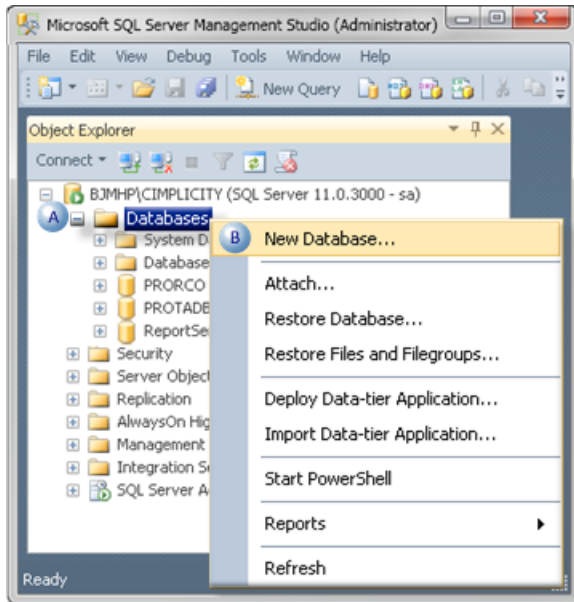 Microsoft SQL Server Management Studio (Administrator)
File Edit View Debug Tools Window Help
New Query
Object Explorer
Connect
BJMHP\CIMPLICITY (SQL Server 11.0.3000 - sa)
A Databases
System D
Database
PRORCO
PROTADB
ReportSe
Security
Server Object
Replication
AlwaysOn Hig
Management
Integration Se
SQL Server A
B New Database...
Attach...
Restore Database...
Restore Files and Filegroups...
Deploy Data-tier Application...
Import Data-tier Application...
Start PowerShell
Reports
Refresh
Ready